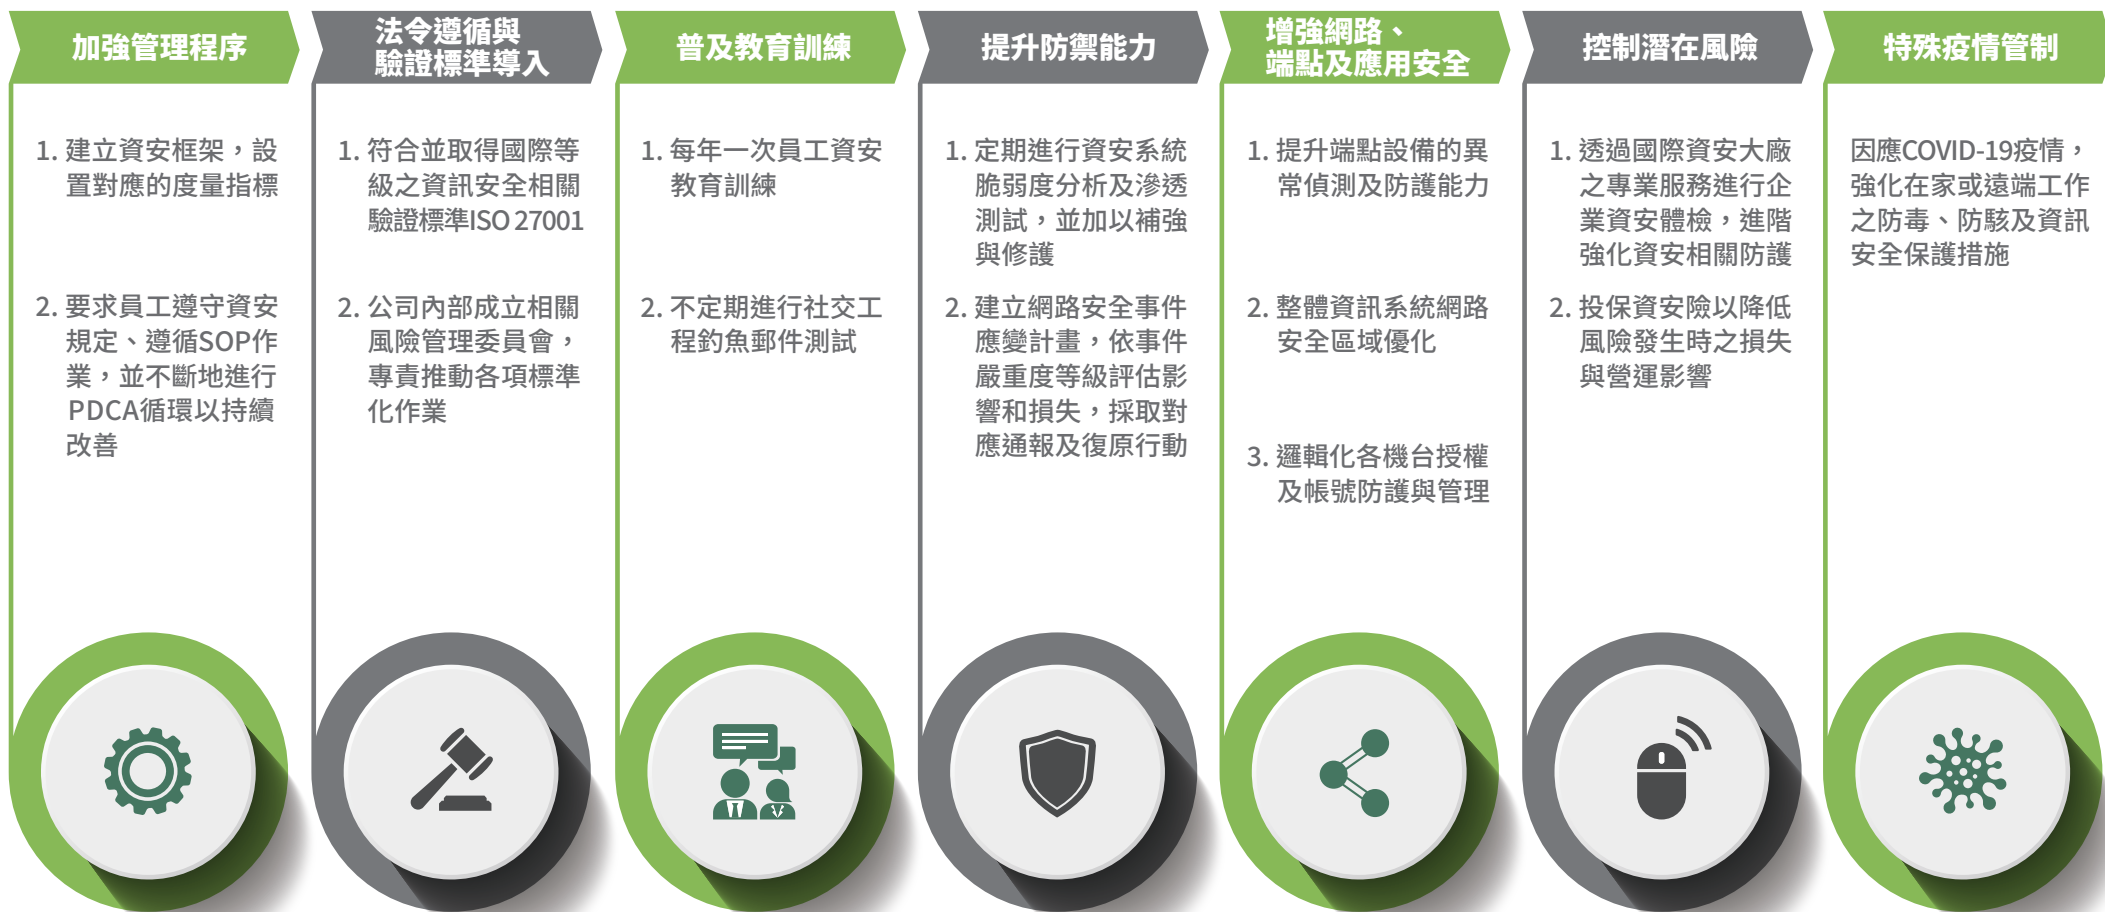 加強管理程序
1. 建立資安框架，設
置對應的度量指標
2. 要求員工遵守資安
規定、遵循SOP作
業，並不斷地進行
PDCA循環以持續
改善
法令遵循與
驗證標準導入
1. 符合並取得國際等
級之資訊安全相關
驗證標準ISO 27001
2. 公司內部成立相關
風險管理委員會，
專責推動各項標準
化作業
普及教育訓練
1. 每年一次員工資安
教育訓練
2. 不定期進行社交工
程釣魚郵件測試
提升防禦能力
1. 定期進行資安系統
脆弱度分析及滲透
測試，並加以補強
與修護
2. 建立網路安全事件
應變計畫，依事件
嚴重度等級評估影
響和損失，採取對
應通報及復原行動
增強網路、
端點及應用安全
1. 提升端點設備的異
常偵測及防護能力
2. 整體資訊系統網路
安全區域優化
3. 邏輯化各機台授權
及帳號防護與管理
控制潛在風險
1. 透過國際資安大廠
之專業服務進行企
業資安體檢，進階
強化資安相關防護
2. 投保資安險以降低
風險發生時之損失
與營運影響
特殊疫情管制
因應COVID-19疫情，
強化在家或遠端工作
之防毒、防駭及資訊
安全保護措施